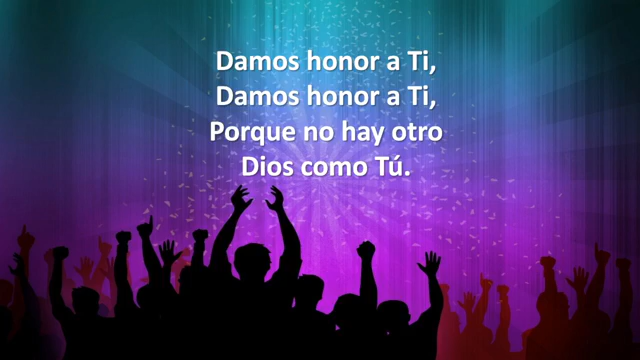 Damos honor a Ti,
Damos honor a Ti,
Porque no hay otro
Dios como Tú.